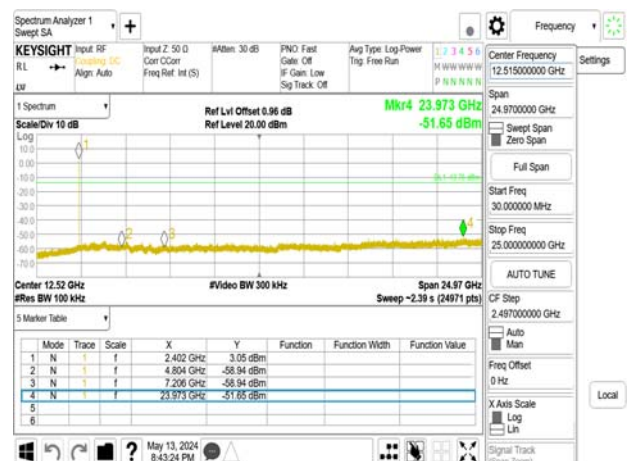 Spectrum Analyzer 1
Swept SA
+
Frequency
KEYSIGHT
RL
Input: RF
Coupling: DC
Align: Auto
Input Z: 50 Ω
Corr CCorr
Freq Ref: Int (S)
#Atten: 30 dB
PNO: Fast
Gate: Off
IF Gain: Low
Sig Track: Off
Avg Type: Log-Power
Trig: Free Run
1 2 3 4 5 6
M W W W W W
P N N N N N
Settings
Center Frequency
12.515000000 GHz
Span
24.9700000 GHz
Swept Span
Zero Span
Full Span
Start Freq
30.000000 MHz
Stop Freq
25.000000000 GHz
AUTO TUNE
CF Step
2.497000000 GHz
Auto
Man
Freq Offset
0 Hz
X Axis Scale
Log
Lin
Signal Track
Local
1 Spectrum
Scale/Div 10 dB
Ref Lvl Offset 0.96 dB
Ref Level 20.00 dBm
Mkr4 23.973 GHz
-51.65 dBm
Log
10.0
0.00
-10.0
-20.0
-30.0
-40.0
-50.0
-60.0
-70.0
1
2
3
4
Center 12.52 GHz
#Res BW 100 kHz
#Video BW 300 kHz
Span 24.97 GHz
Sweep ~2.39 s (24971 pts)
5 Marker Table
Mode Trace Scale X Y Function Function Width Function Value
1 N 1 f 2.402 GHz 3.05 dBm
2 N 1 f 4.804 GHz -58.94 dBm
3 N 1 f 7.206 GHz -58.94 dBm
4 N 1 f 23.973 GHz -51.65 dBm
5
6
?
May 13, 2024
8:43:24 PM